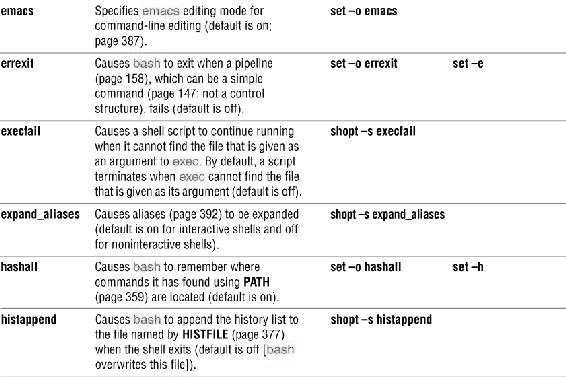 emacs Specifies emacs editing mode for set –o emacs
command-line editing (default is on;
page 387).
errexit Causes bash to exit when a pipeline set –o errexit set –e
(page 158), which can be a simple
command (page 147; not a control
structure), fails (default is off).
execfail Causes a shell script to continue running shopt –s execfail
when it cannot find the file that is given as
an argument to exec. By default, a script
terminates when exec cannot find the file
that is given as its argument (default is off).
expand_aliases Causes aliases (page 392) to be expanded shopt –s expand_aliases
(default is on for interactive shells and off
for noninteractive shells).
hashall Causes bash to remember where set –o hashall set –h
commands it has found using PATH
(page 359) are located (default is on).
histappend Causes bash to append the history list to shopt –s histappend
the file named by HISTFILE (page 377)
when the shell exits (default is off [bash
overwrites this file]).